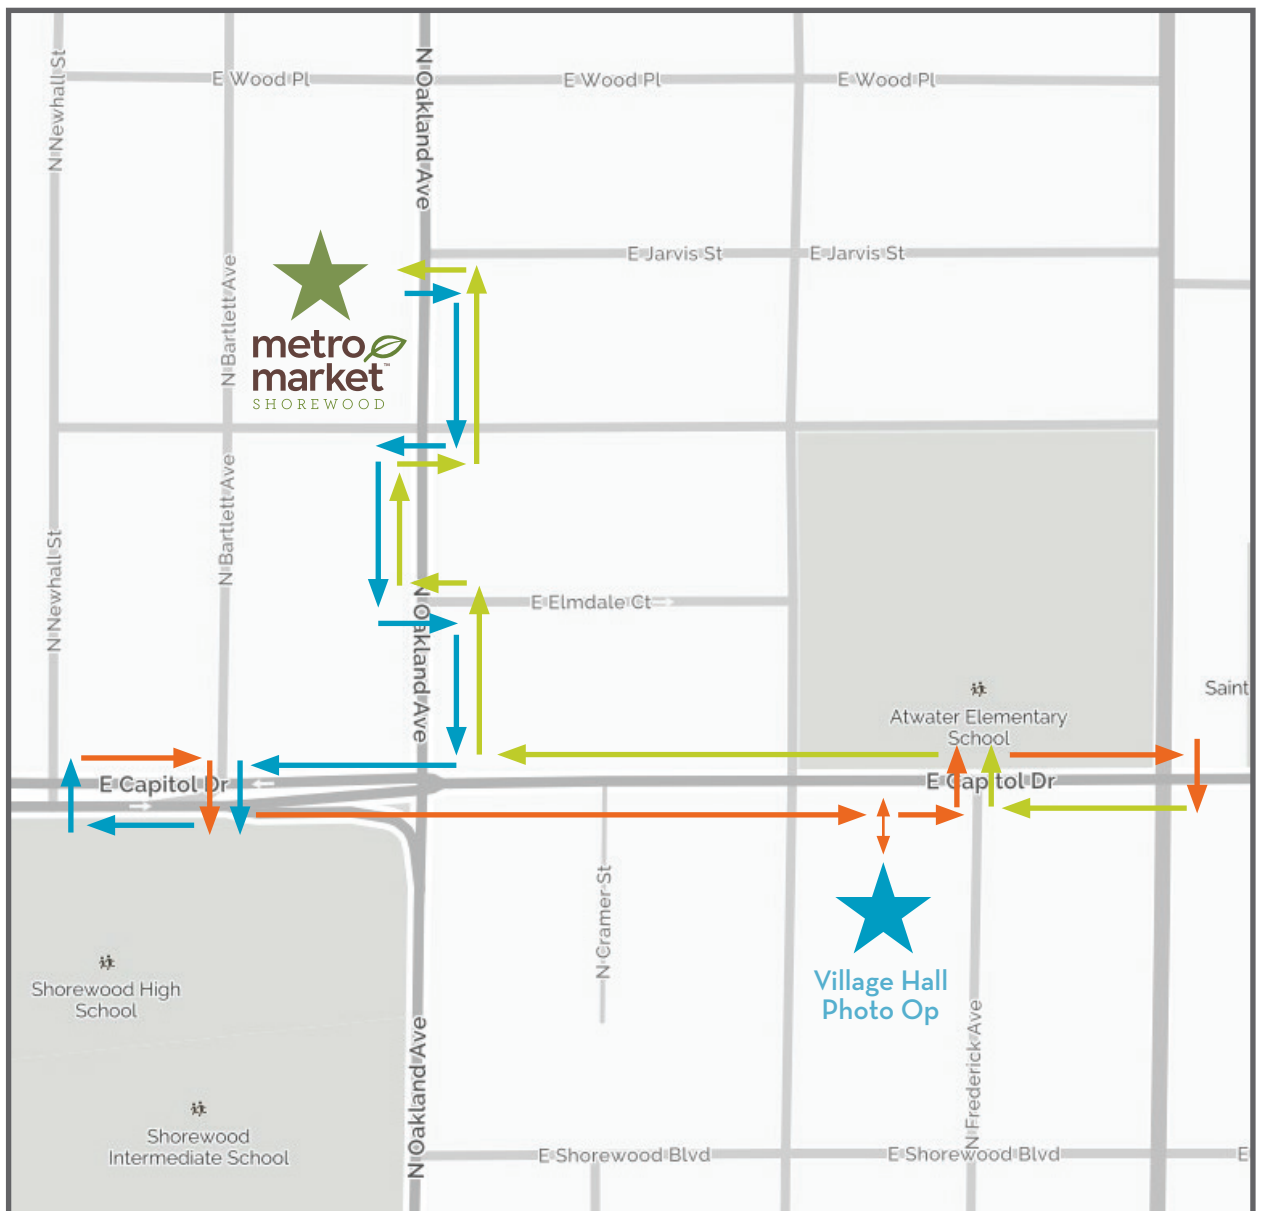 E Wood Pl
E Wood Pl
E Wood Pl
N Newhall St
N Oakland Ave
E Jarvis St
E Jarvis St
N Bartlett Ave
metro
market™
SHOREWOOD
N Bartlett Ave
N Newhall St
E Elmdale Ct
N Oakland Ave
Saint
Atwater Elementary
School
E Capitol Dr
E Capitol Dr
N Cramer St
Village Hall
Photo Op
Shorewood High
School
N Oakland Ave
N Frederick Ave
Shorewood
Intermediate School
E Shorewood Blvd
E Shorewood Blvd
E